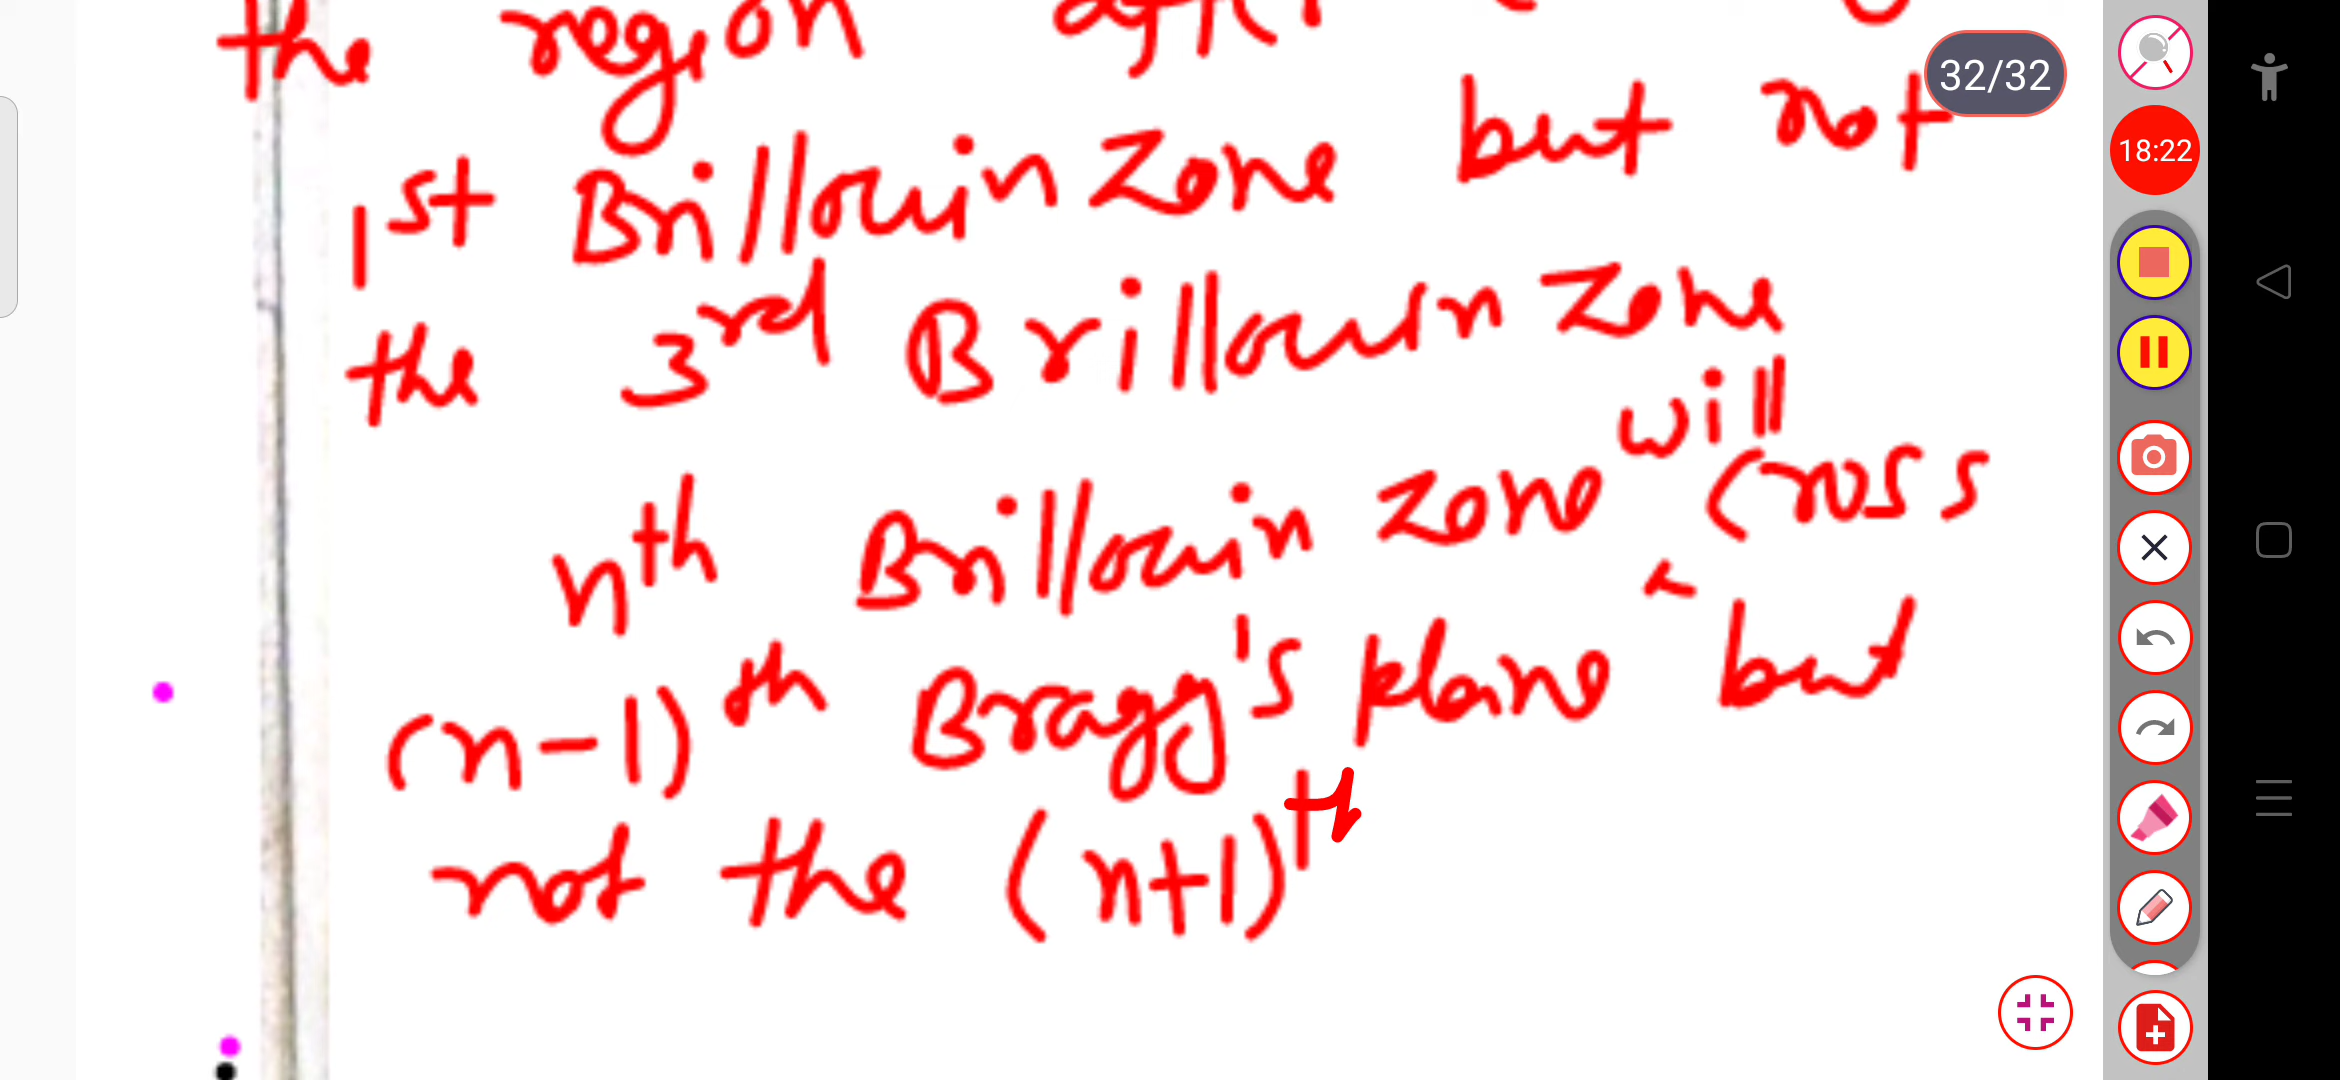 the region
32/32
1st Brillouin Zone but not
18:22
the 3rd Brillouin Zone
will
nth Brillouin zone cross
(n-1)th Bragg's plane but
not the (n+1)th